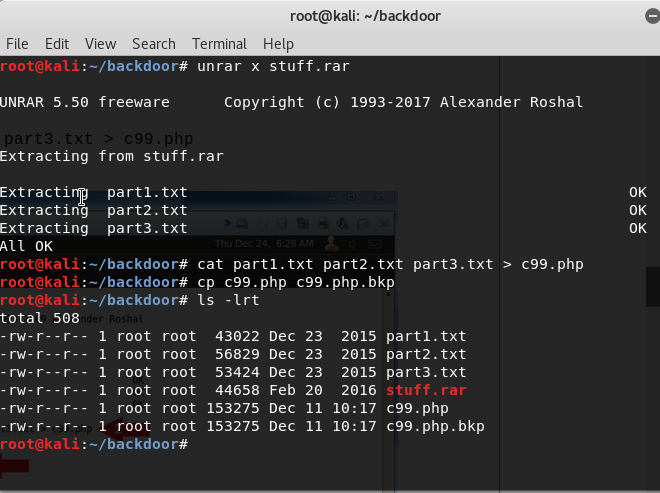 root@kali: ~/backdoor
File Edit View Search Terminal Help
root@kali:~/backdoor# unrar x stuff.rar
UNRAR 5.50 freeware Copyright (c) 1993-2017 Alexander Roshal
part3.txt > c99.php
Extracting from stuff.rar
Extracting part1.txt OK
Extracting part2.txt OK
Extracting part3.txt OK
Thu Dec 24, 6:28 AM
All OK
root@kali:~/backdoor# cat part1.txt part2.txt part3.txt > c99.php
root@kali:~/backdoor# cp c99.php c99.php.bkp
root@kali:~/backdoor# ls -lrt
total 508
-rw-r--r-- 1 root root 43022 Dec 23 2015 part1.txt
-rw-r--r-- 1 root root 56829 Dec 23 2015 part2.txt
-rw-r--r-- 1 root root 53424 Dec 23 2015 part3.txt
-rw-r--r-- 1 root root 44658 Feb 20 2016 stuff.rar
-rw-r--r-- 1 root root 153275 Dec 11 10:17 c99.php
-rw-r--r-- 1 root root 153275 Dec 11 10:17 c99.php.bkp
root@kali:~/backdoor#